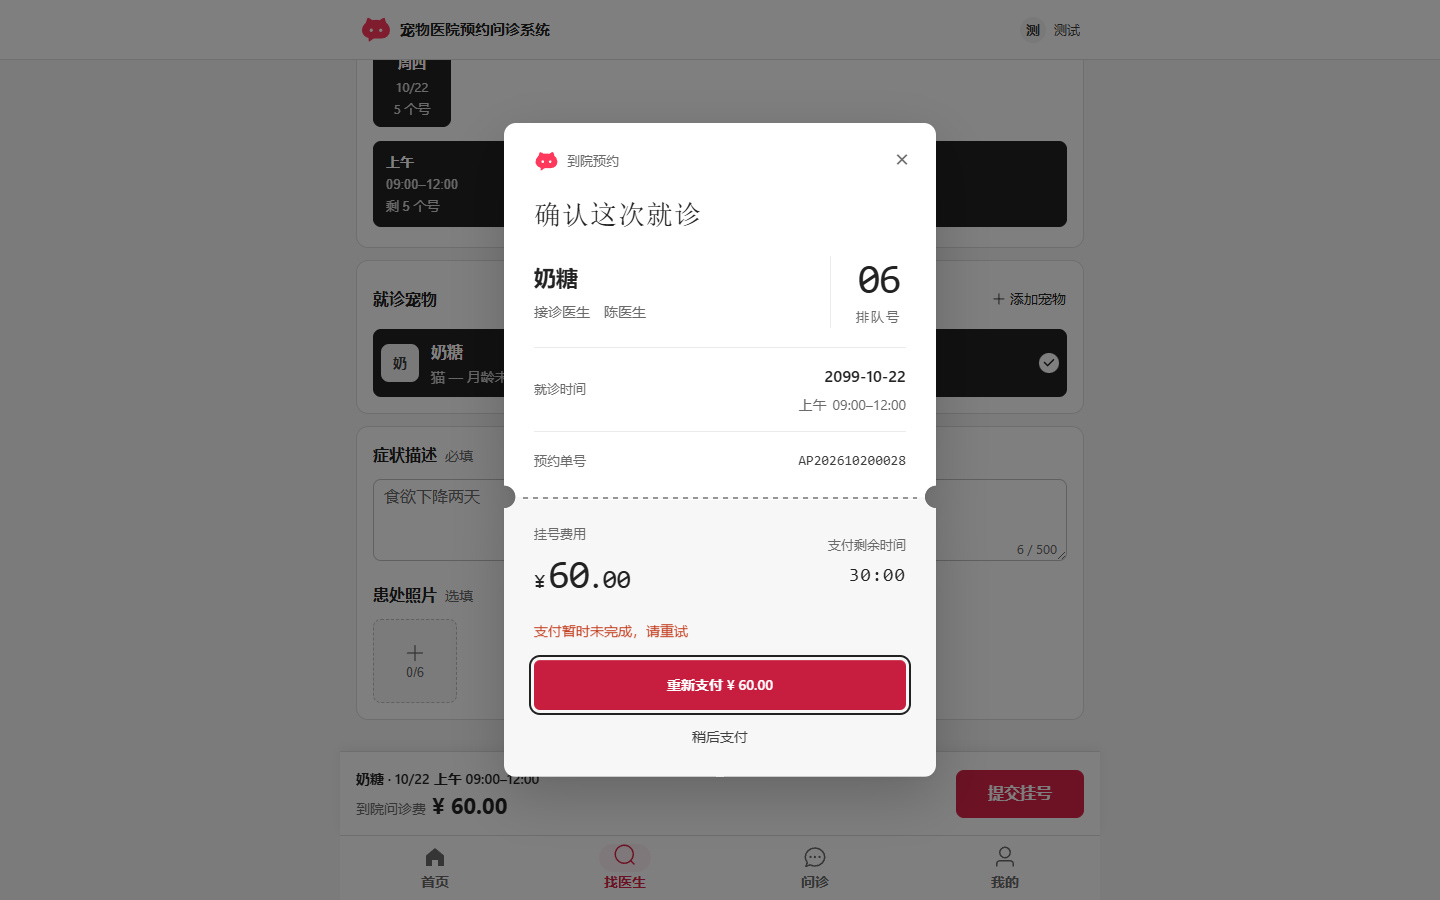 宠物医院预约问诊系统
测 测试
周四
10/22
5 个号
上午
09:00–12:00
剩 5 个号
就诊宠物
添加宠物
奶
奶糖
猫 — 月龄
症状描述 必填
食欲下降两天
6 / 500
患处照片 选填
0/6
到院预约
确认这次就诊
奶糖
接诊医生 陈医生
06
排队号
就诊时间
2099-10-22
上午 09:00–12:00
预约单号
AP202610200028
挂号费用
¥60.00
支付剩余时间
30:00
支付暂时未完成，请重试
重新支付 ¥ 60.00
稍后支付
奶糖 · 10/22 上午 09:00–12:00
到院问诊费 ¥ 60.00
提交挂号
首页
找医生
问诊
我的